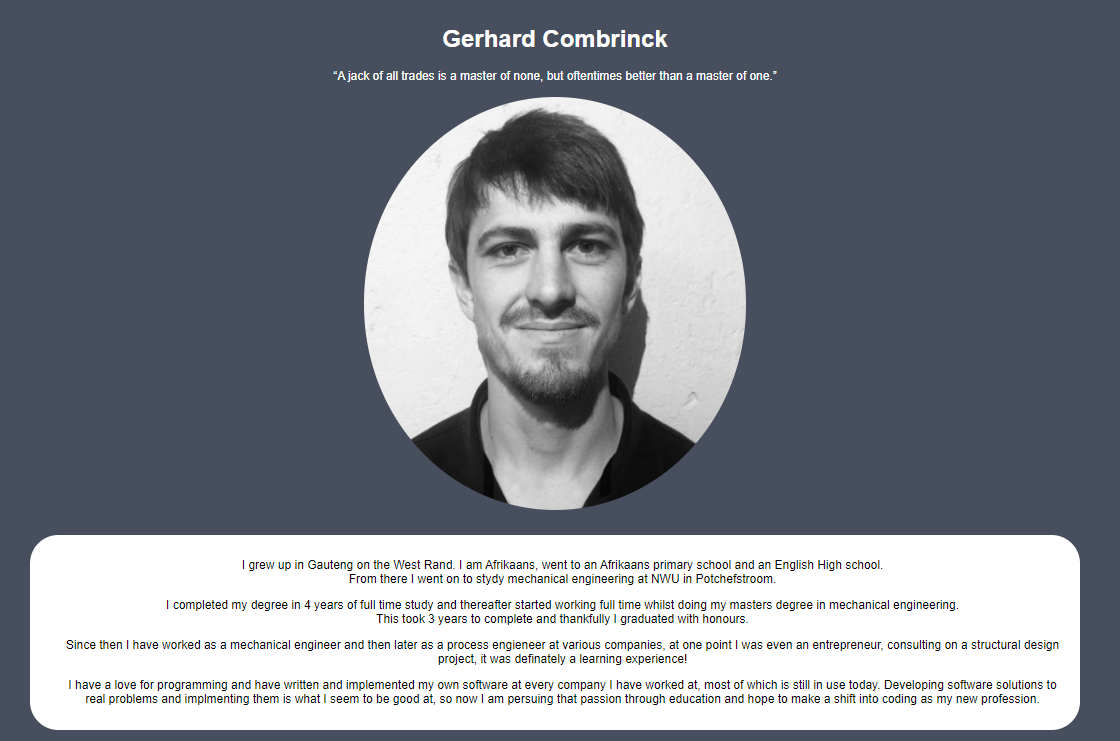 Gerhard Combrinck
“A jack of all trades is a master of none, but oftentimes better than a master of one.”
I grew up in Gauteng on the West Rand. I am Afrikaans, went to an Afrikaans primary school and an English High school.
From there I went on to stydy mechanical engineering at NWU in Potchefstroom.
I completed my degree in 4 years of full time study and thereafter started working full time whilst doing my masters degree in mechanical engineering.
This took 3 years to complete and thankfully I graduated with honours.
Since then I have worked as a mechanical engineer and then later as a process engieneer at various companies, at one point I was even an entrepreneur, consulting on a structural design
project, it was definately a learning experience!
I have a love for programming and have written and implemented my own software at every company I have worked at, most of which is still in use today. Developing software solutions to
real problems and implmenting them is what I seem to be good at, so now I am persuing that passion through education and hope to make a shift into coding as my new profession.